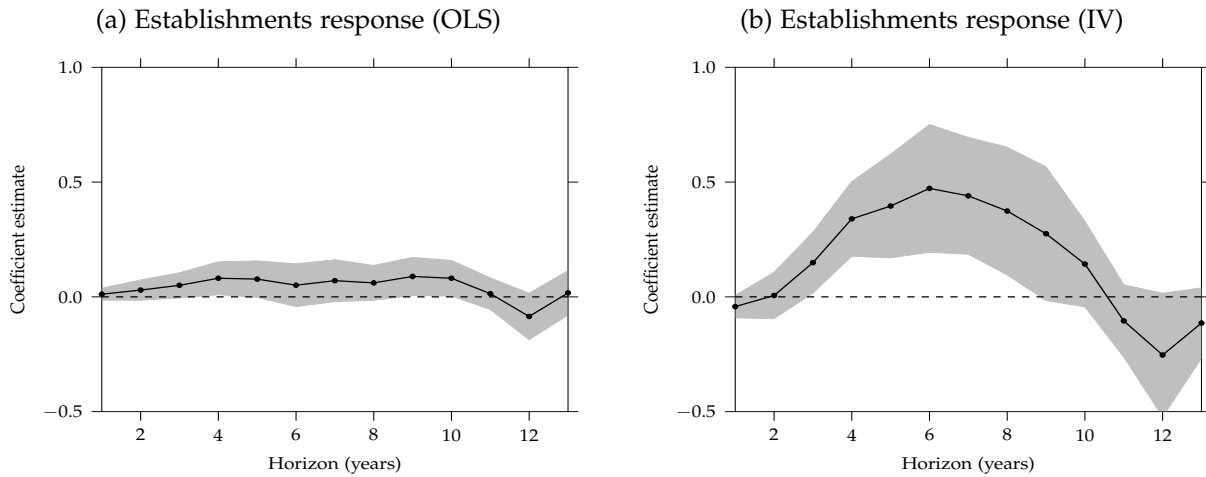 (a) Establishments response (OLS)
1.0
0.5
0.0
−0.5
Coefficient estimate
2 4 6 8 10 12
Horizon (years)
(b) Establishments response (IV)
1.0
0.5
0.0
−0.5
Coefficient estimate
2 4 6 8 10 12
Horizon (years)